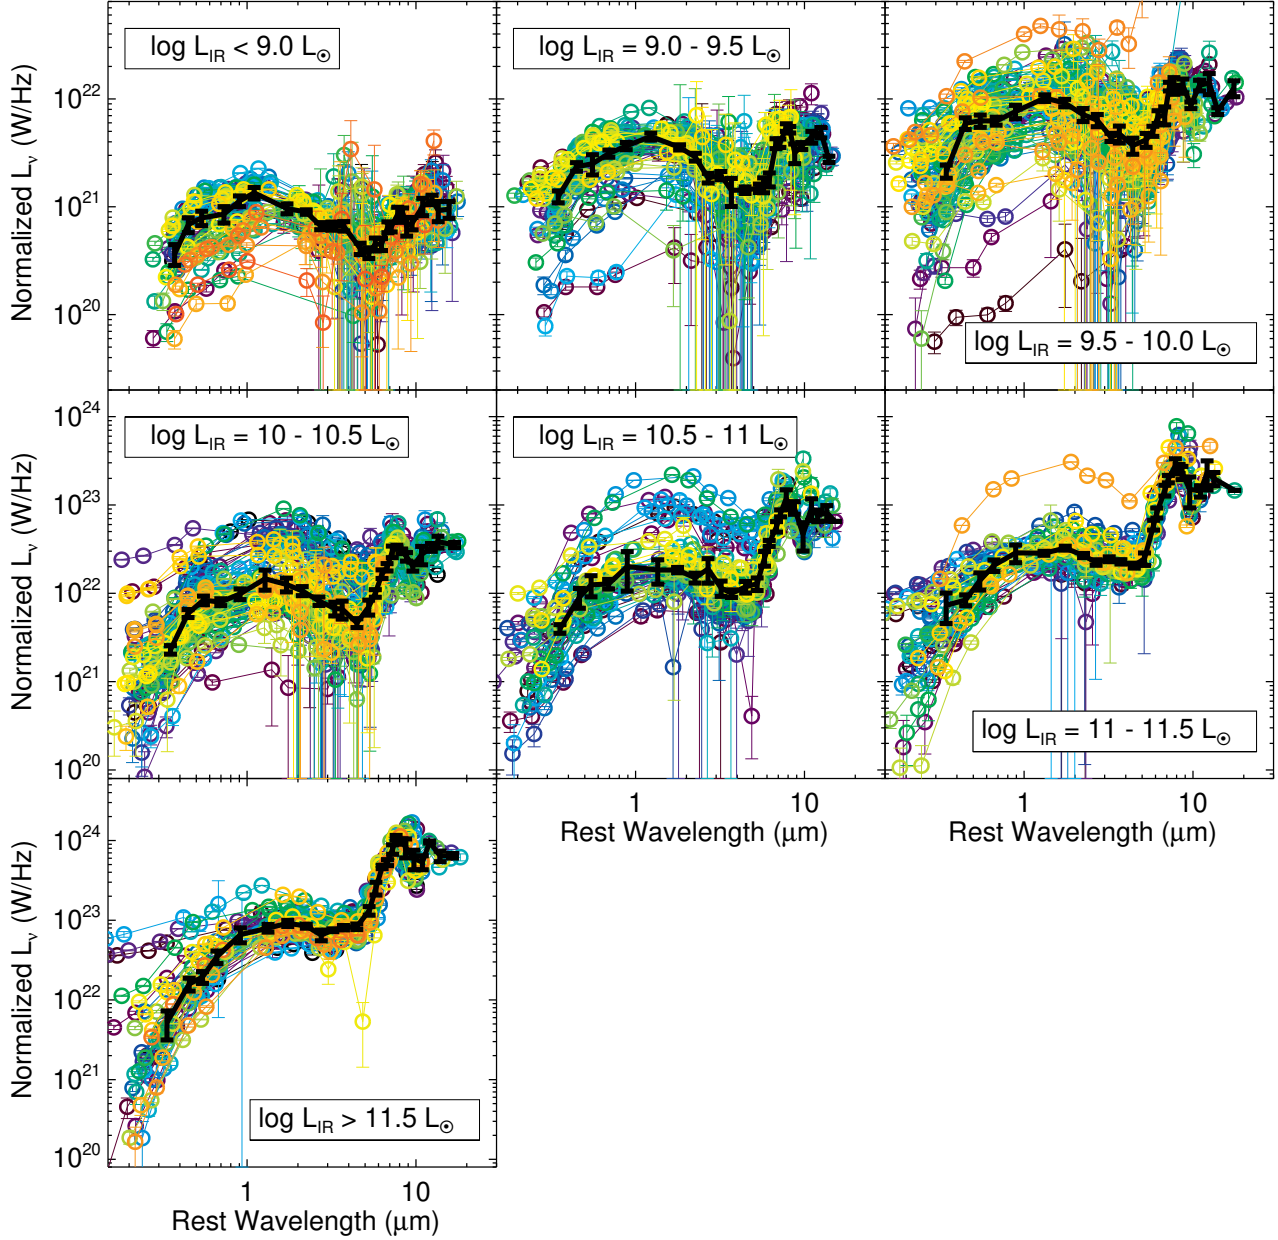 log L_IR < 9.0 L_⊙
log L_IR = 9.0 - 9.5 L_⊙
log L_IR = 9.5 - 10.0 L_⊙
Normalized L_ν (W/Hz)
10^22
10^21
10^20
log L_IR = 10 - 10.5 L_⊙
log L_IR = 10.5 - 11 L_⊙
log L_IR = 11 - 11.5 L_⊙
Normalized L_ν (W/Hz)
10^24
10^23
10^22
10^21
10^20
1 10
Rest Wavelength (μm)
1 10
Rest Wavelength (μm)
log L_IR > 11.5 L_⊙
Normalized L_ν (W/Hz)
10^24
10^23
10^22
10^21
10^20
1 10
Rest Wavelength (μm)